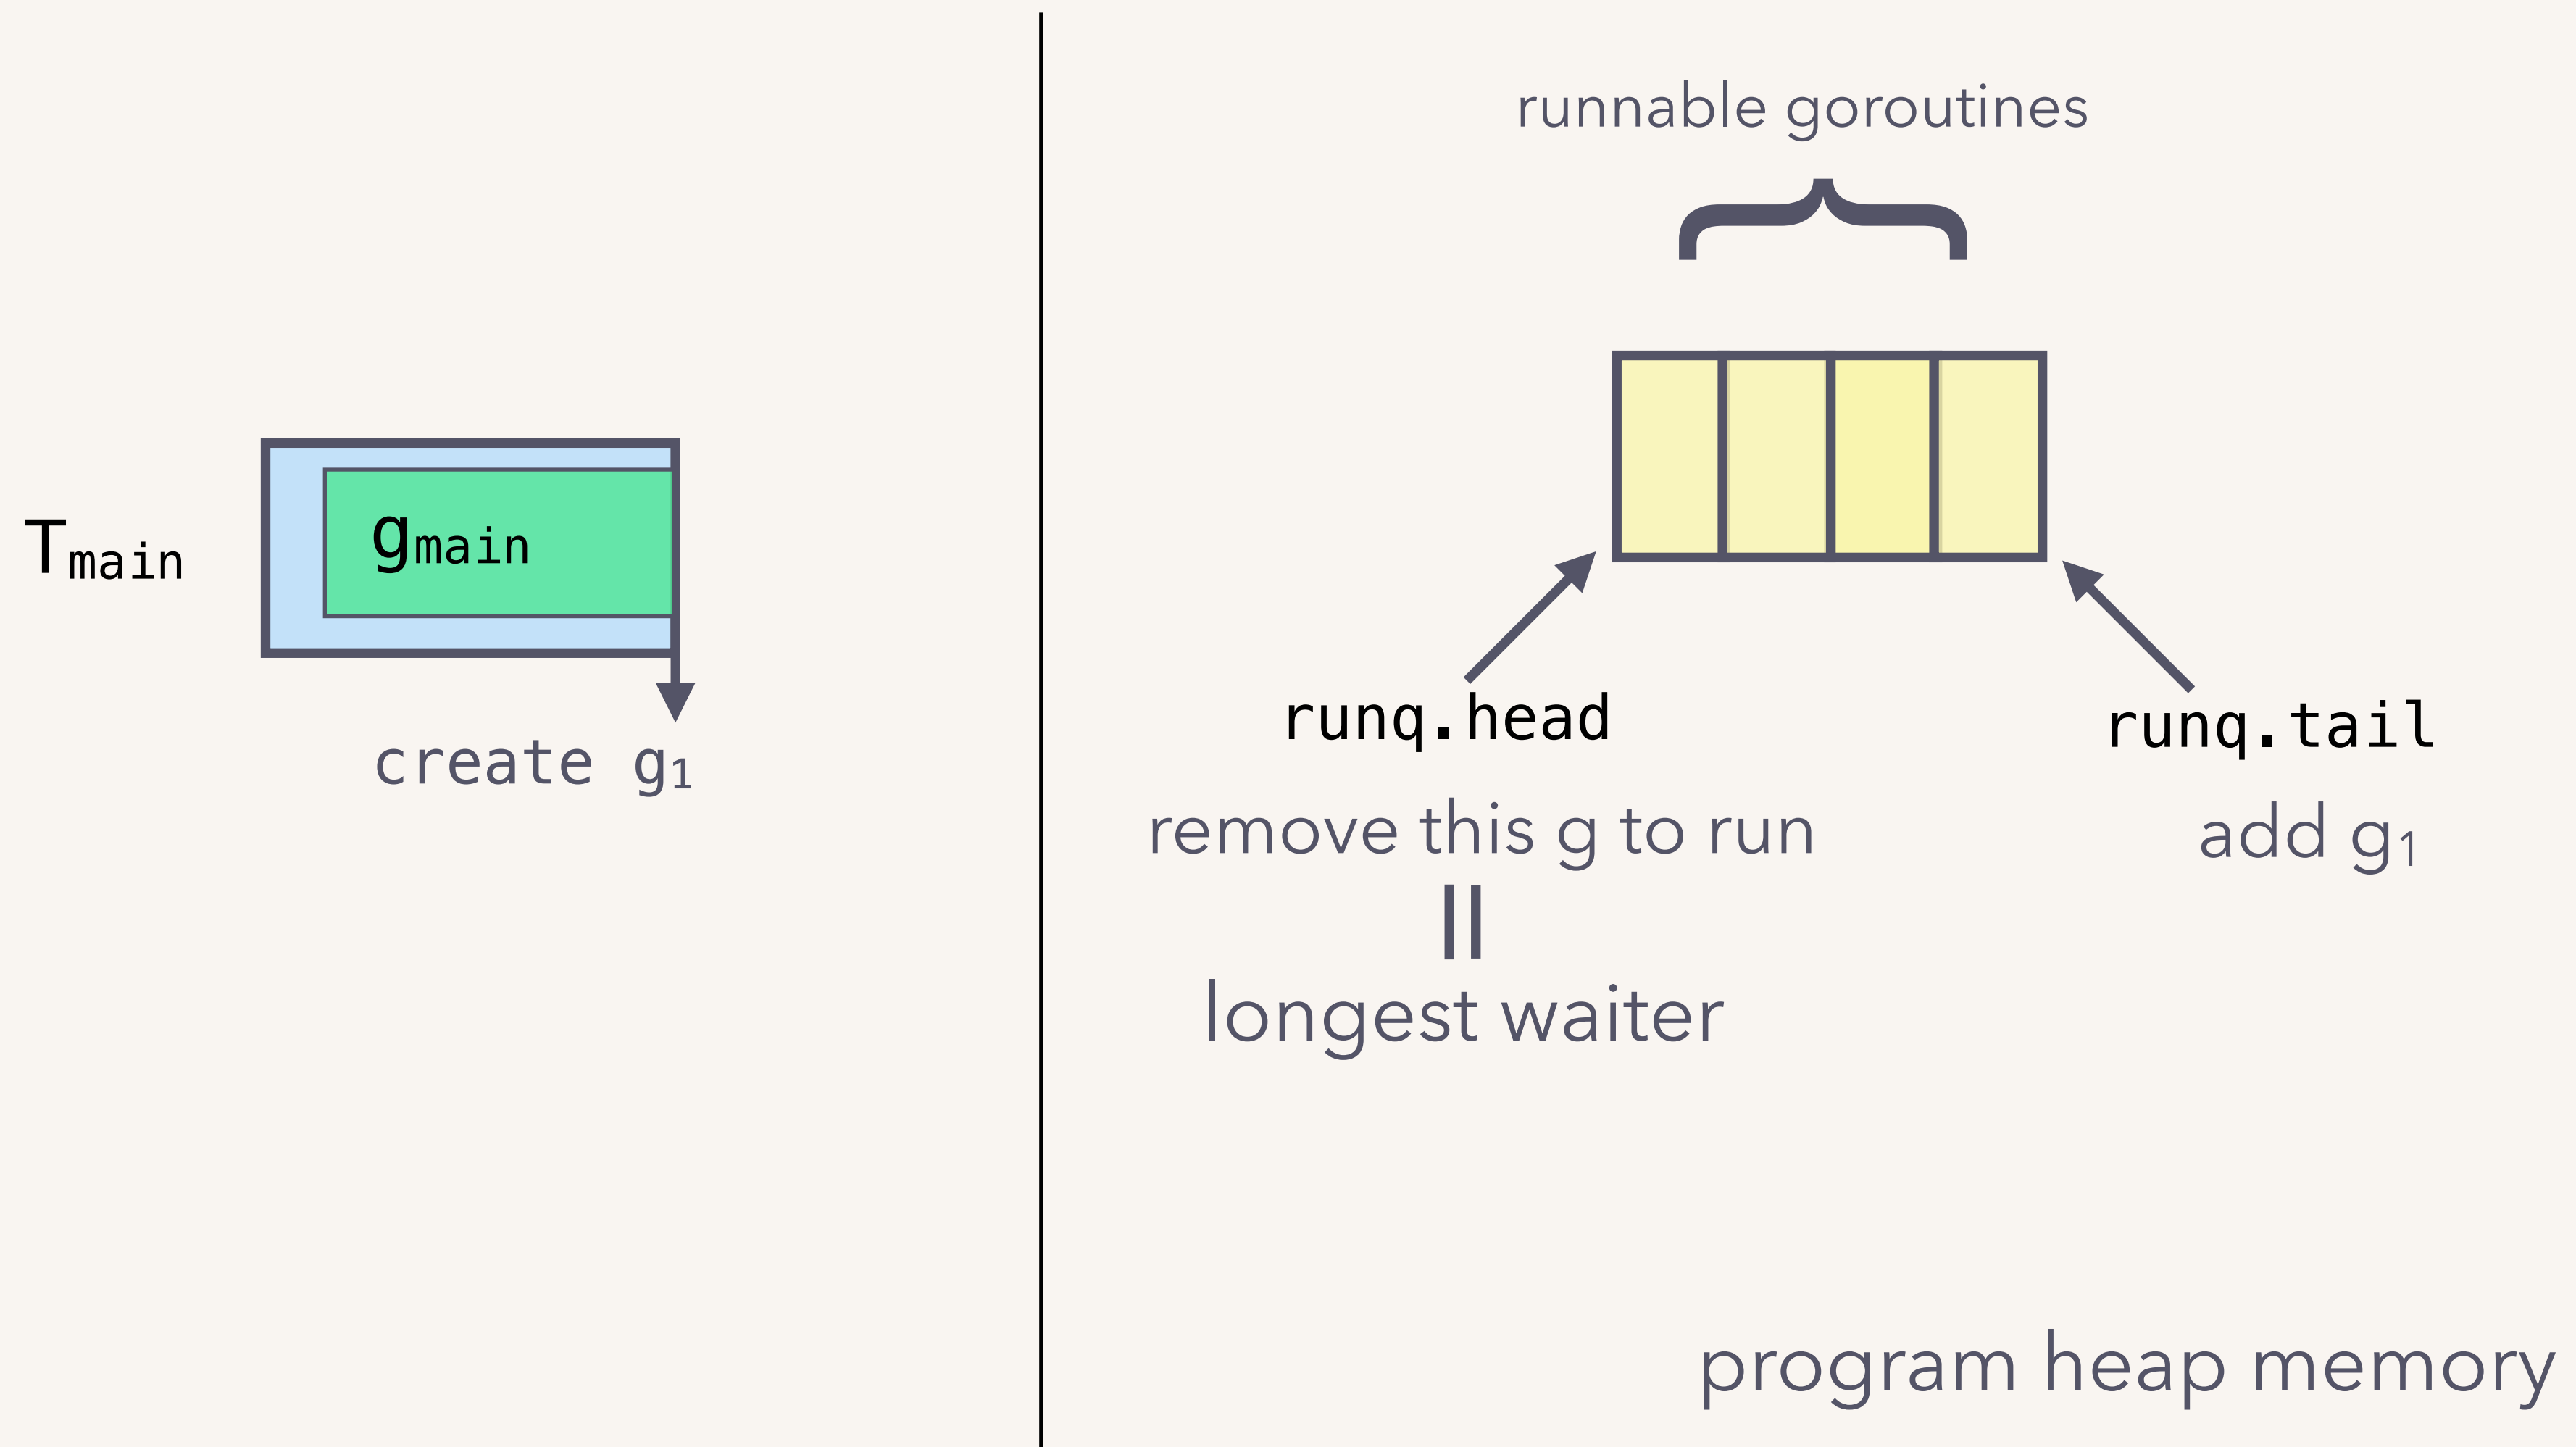 T main
g main
create g1
runnable goroutines
runq.head
remove this g to run
||
longest waiter
runq.tail
add g1
program heap memory